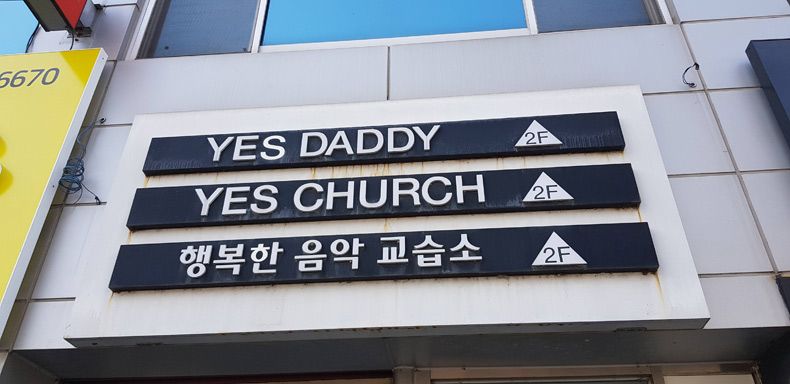 6670
YES DADDY 2F
YES CHURCH 2F
행복한 음악 교습소 2F